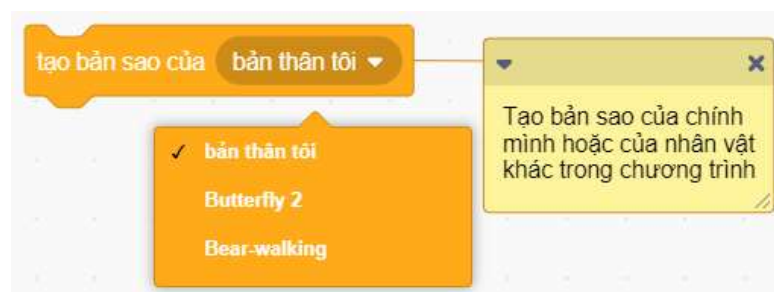 tạo bản sao của bản thân tôi
Tạo bản sao của chính
mình hoặc của nhân vật
khác trong chương trình
bản thân tôi
Butterfly 2
Bear-walking